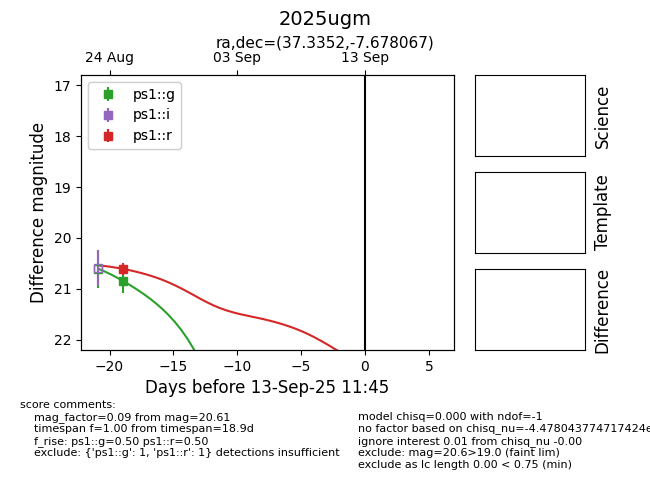 2025ugm
ra,dec=(37.3352,-7.678067)
24 Aug 03 Sep 13 Sep
ps1::g
ps1::i
ps1::r
Difference magnitude
17
18
19
20
21
22
−20 −15 −10 −5 0 5
Days before 13-Sep-25 11:45
Science
Template
Difference
score comments:
mag_factor=0.09 from mag=20.61
timespan f=1.00 from timespan=18.9d
f_rise: ps1::g=0.50 ps1::r=0.50
exclude: {'ps1::g': 1, 'ps1::r': 1} detections insufficient
model chisq=0.000 with ndof=-1
no factor based on chisq_nu=-4.478043774717424e
ignore interest 0.01 from chisq_nu -0.00
exclude: mag=20.6>19.0 (faint lim)
exclude as lc length 0.00 < 0.75 (min)